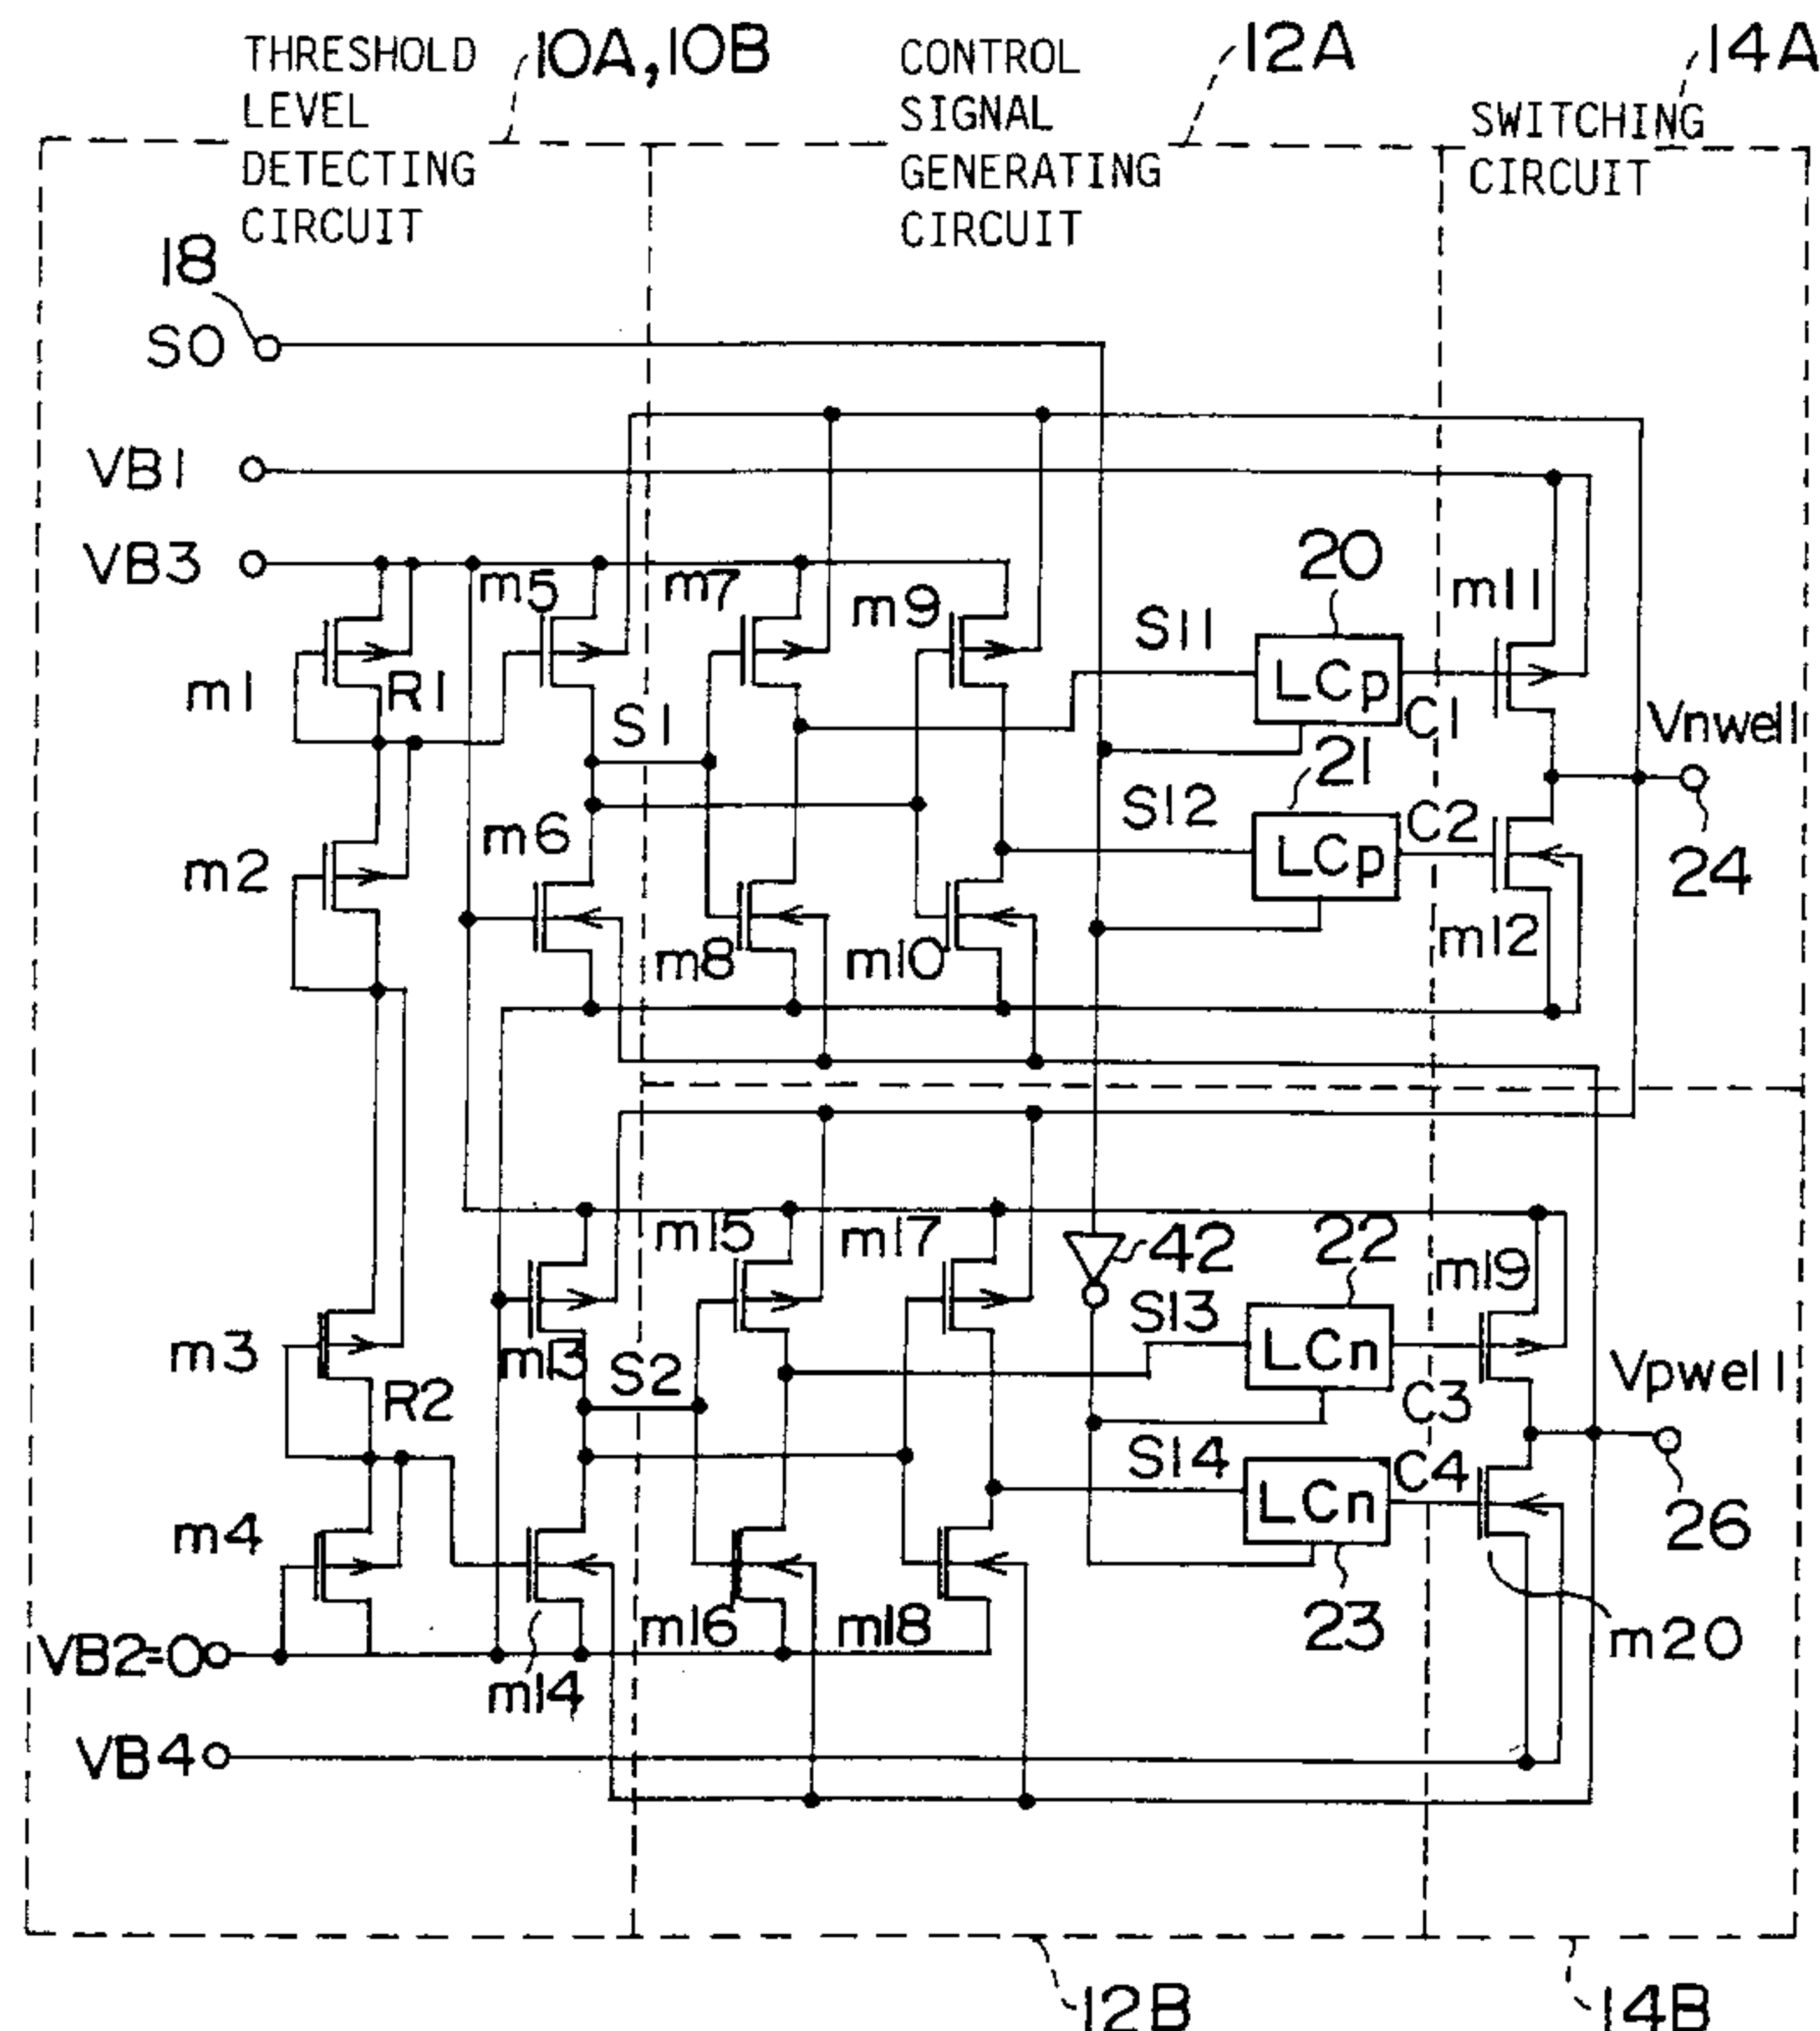 THRESHOLD
LEVEL
DETECTING
CIRCUIT
10A,10B
CONTROL
SIGNAL
GENERATING
CIRCUIT
12A
SWITCHING
CIRCUIT
14A
18
S0
VB1
VB3
m1
R1
m5
m7
m9
S11
20
LCp
C1
m11
Vnwell
S1
m2
m6
S12
21
LCp
C2
24
m8
m10
m12
m15
m17
42
22
m19
m3
R2
m13
S2
S13
LCn
C3
Vpwell
m4
S14
LCn
C4
26
VB2=0
m14
m16
m18
23
m20
VB4
12B
14B